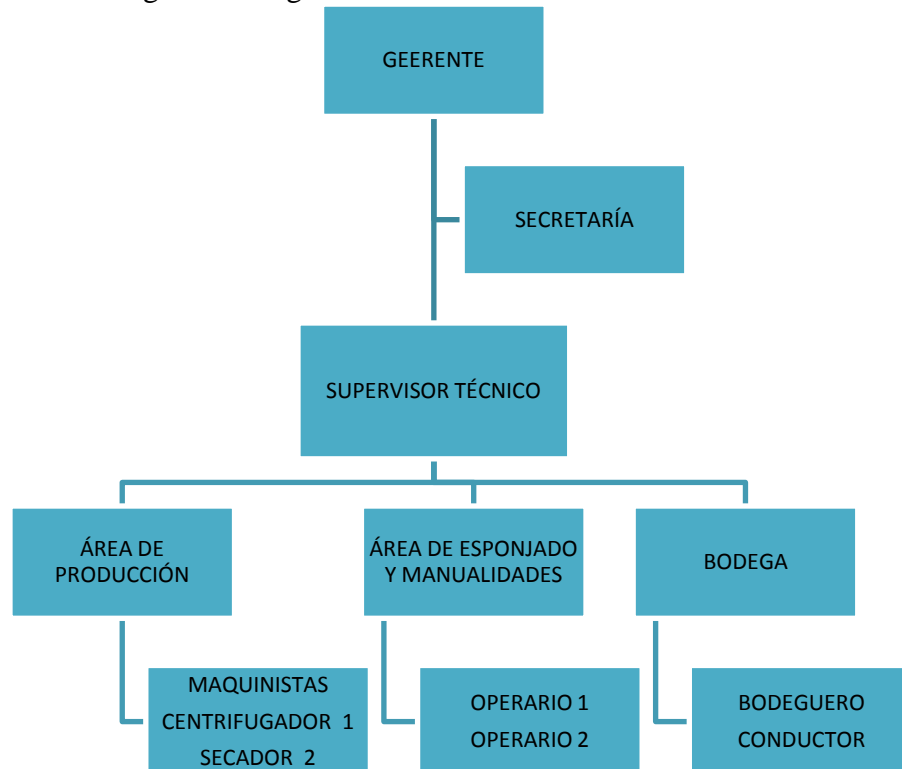 GEERENTE
SECRETARÍA
SUPERVISOR TÉCNICO
ÁREA DE
PRODUCCIÓN
ÁREA DE ESPONJADO
Y MANUALIDADES
BODEGA
MAQUINISTAS
CENTRIFUGADOR 1
SECADOR 2
OPERARIO 1
OPERARIO 2
BODEGUERO
CONDUCTOR